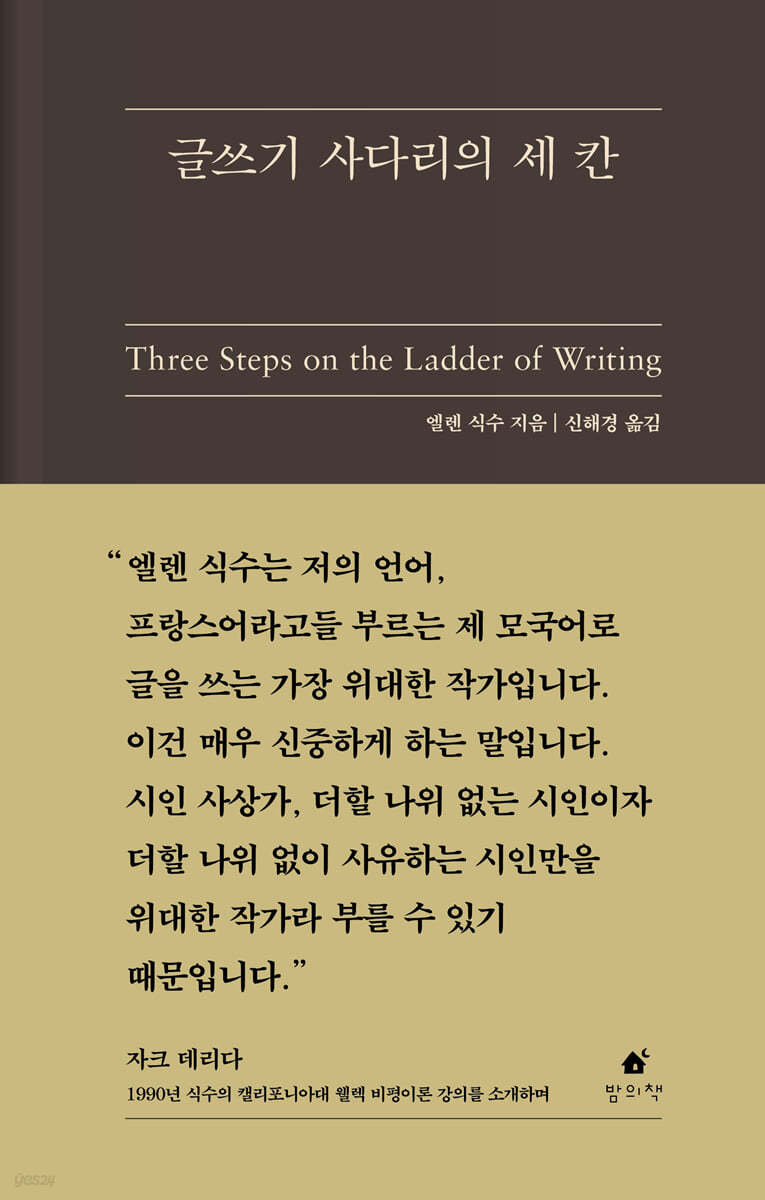 글쓰기 사다리의 세 칸
Three Steps on the Ladder of Writing
엘렌 식수 지음 | 신해경 옮김
“엘렌 식수는 저의 언어,
프랑스어라고들 부르는 제 모국어로
글을 쓰는 가장 위대한 작가입니다.
이건 매우 신중하게 하는 말입니다.
시인 사상가, 더할 나위 없는 시인이자
더할 나위 없이 사유하는 시인만을
위대한 작가라 부를 수 있기
때문입니다.”
자크 데리다
1990년 식수의 캘리포니아대 웰렉 비평이론 강의를 소개하며
밤의책
yes24